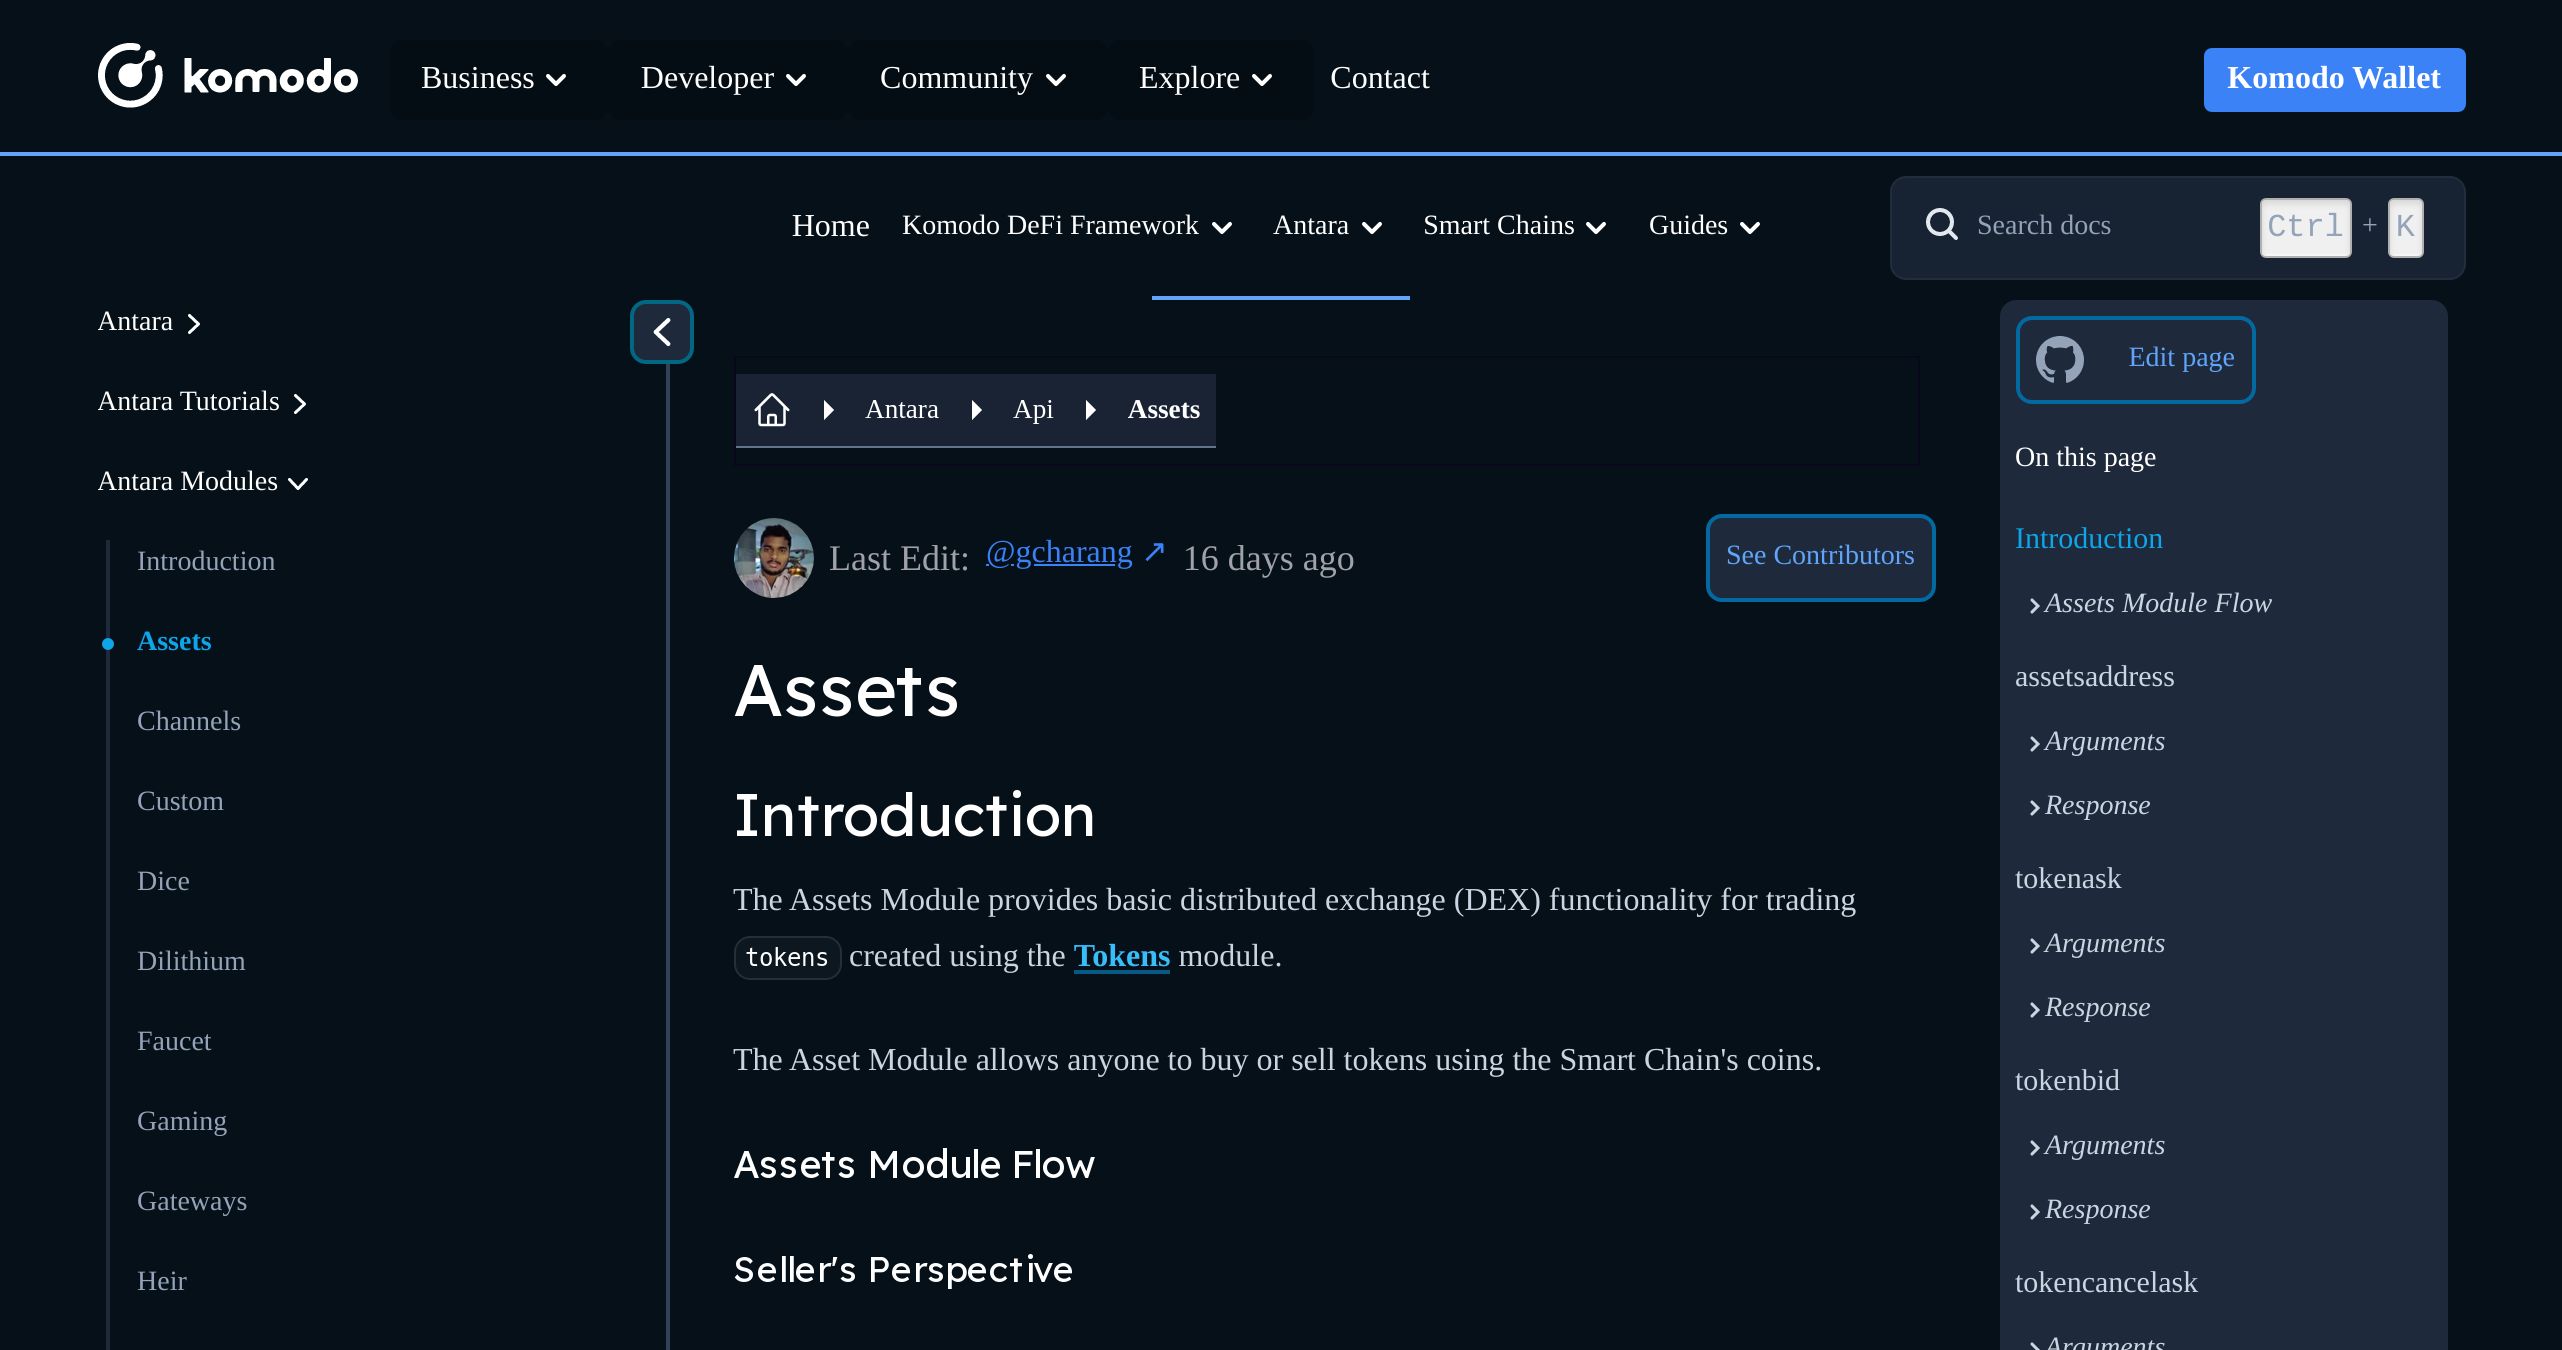 komodo Business Developer Community Explore Contact Komodo Wallet
Home Komodo DeFi Framework Antara Smart Chains Guides Search docs Ctrl + K
Antara
Antara Tutorials
Antara Modules
Introduction
Assets
Channels
Custom
Dice
Dilithium
Faucet
Gaming
Gateways
Heir
Antara Api Assets
Last Edit: @gcharang ↗ 16 days ago See Contributors
Assets
Introduction
The Assets Module provides basic distributed exchange (DEX) functionality for trading
tokens created using the Tokens module.
The Asset Module allows anyone to buy or sell tokens using the Smart Chain's coins.
Assets Module Flow
Seller's Perspective
Edit page
On this page
Introduction
Assets Module Flow
assetsaddress
Arguments
Response
tokenask
Arguments
Response
tokenbid
Arguments
Response
tokencancelask
Arguments